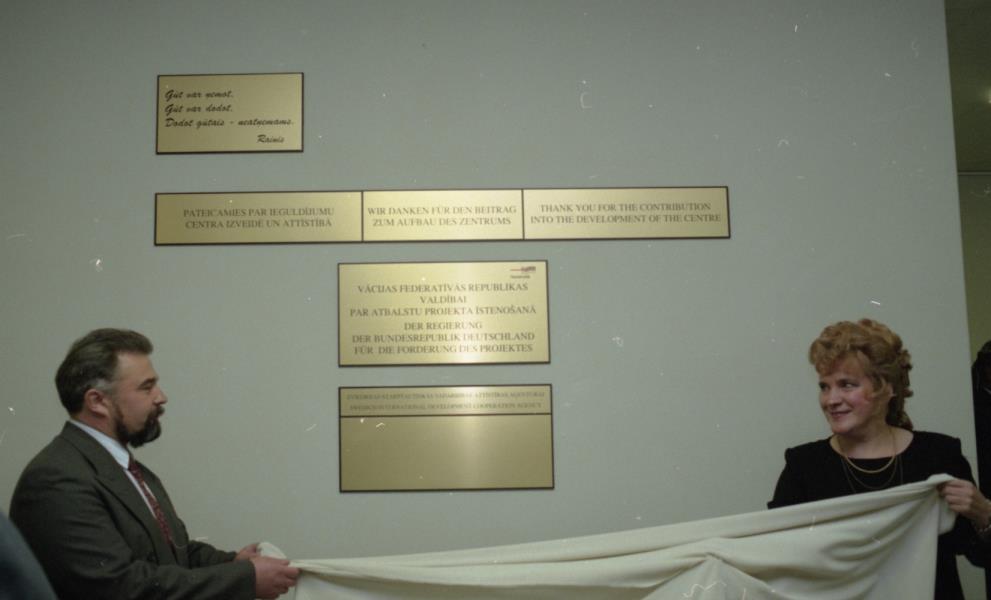 Gūt var ņemot.
Gūt var dodot.
Dodot gūtais - neatņemams.
Rainis
PATEICAMIES PAR IEGULDĪJUMU
CENTRA IZVEIDĒ UN ATTĪSTĪBĀ
WIR DANKEN FÜR DEN BEITRAG
ZUM AUFBAU DES ZENTRUMS
THANK YOU FOR THE CONTRIBUTION
INTO THE DEVELOPMENT OF THE CENTRE
VĀCIJAS FEDERATĪVĀS REPUBLIKAS
VALDĪBAI
PAR ATBALSTU PROJEKTA ĪSTENOŠANĀ
DER REGIERUNG
DER BUNDESREPUBLIK DEUTSCHLAND
FÜR DIE FORDERUNG DES PROJEKTES
ZVIEDRIJAS STARPTAUTISKĀS SADARBĪBAS ATTĪSTĪBAS AĢENTŪRAI
SWEDISH INTERNATIONAL DEVELOPMENT COOPERATION AGENCY